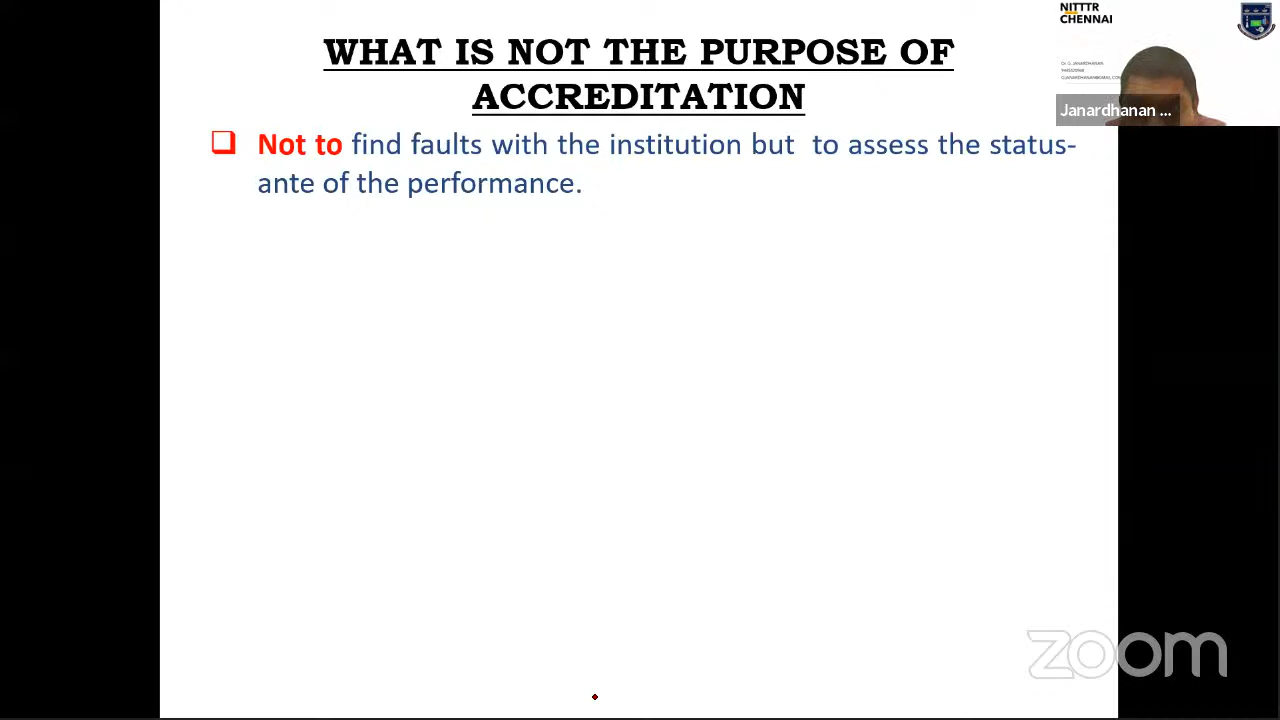 WHAT IS NOT THE PURPOSE OF
ACCREDITATION
❑ Not to find faults with the institution but to assess the status-
ante of the performance.
NITTTR
CHENNAI
Janardhanan ...
zoom